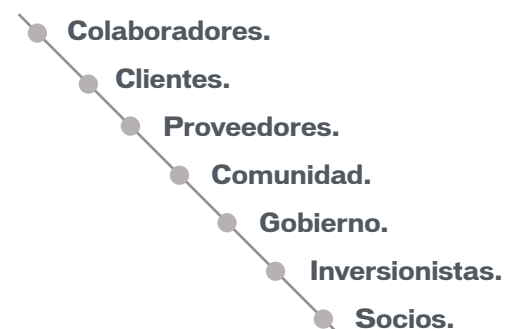 Colaboradores.
Clientes.
Proveedores.
Comunidad.
Gobierno.
Inversionistas.
Socios.